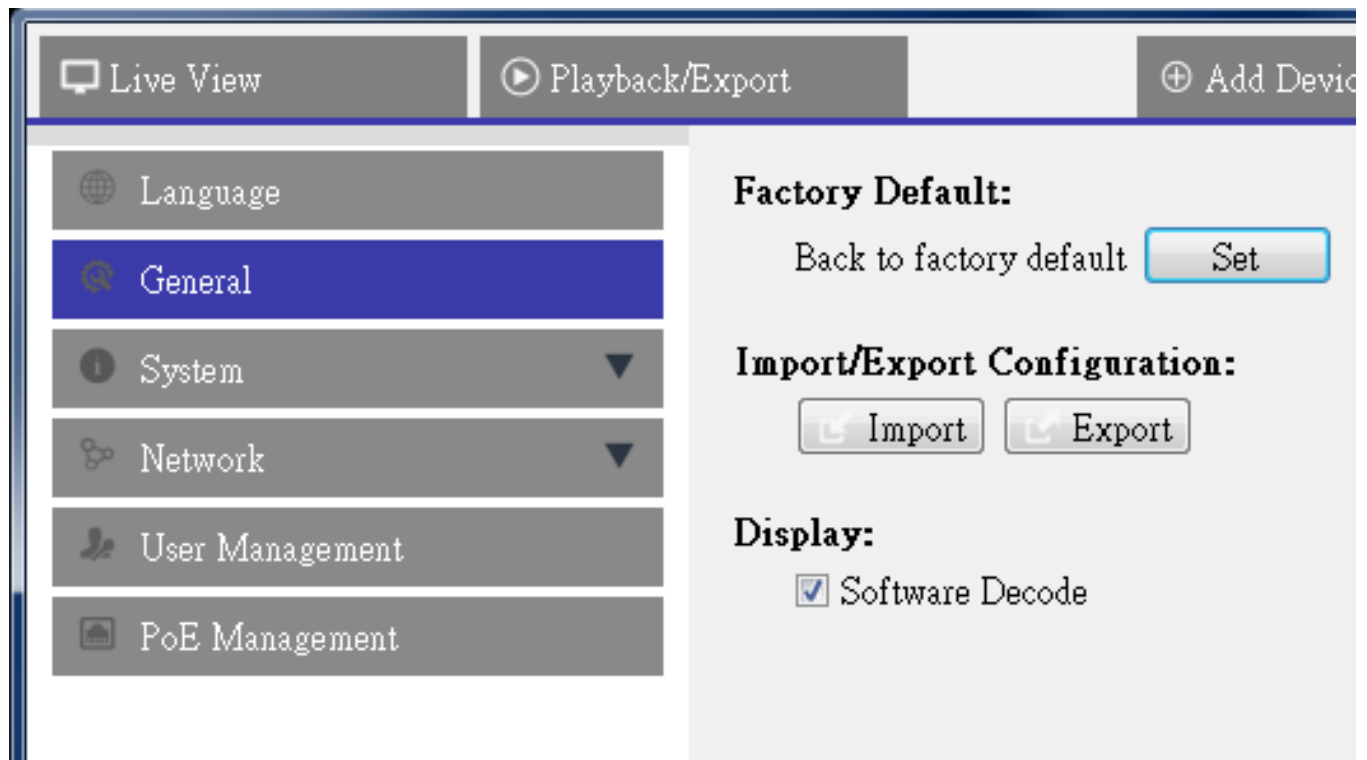 Live View
Playback/Export
Add Devic
Language
General
System
Network
User Management
PoE Management
Factory Default:
Back to factory default Set
Import/Export Configuration:
Import Export
Display:
Software Decode